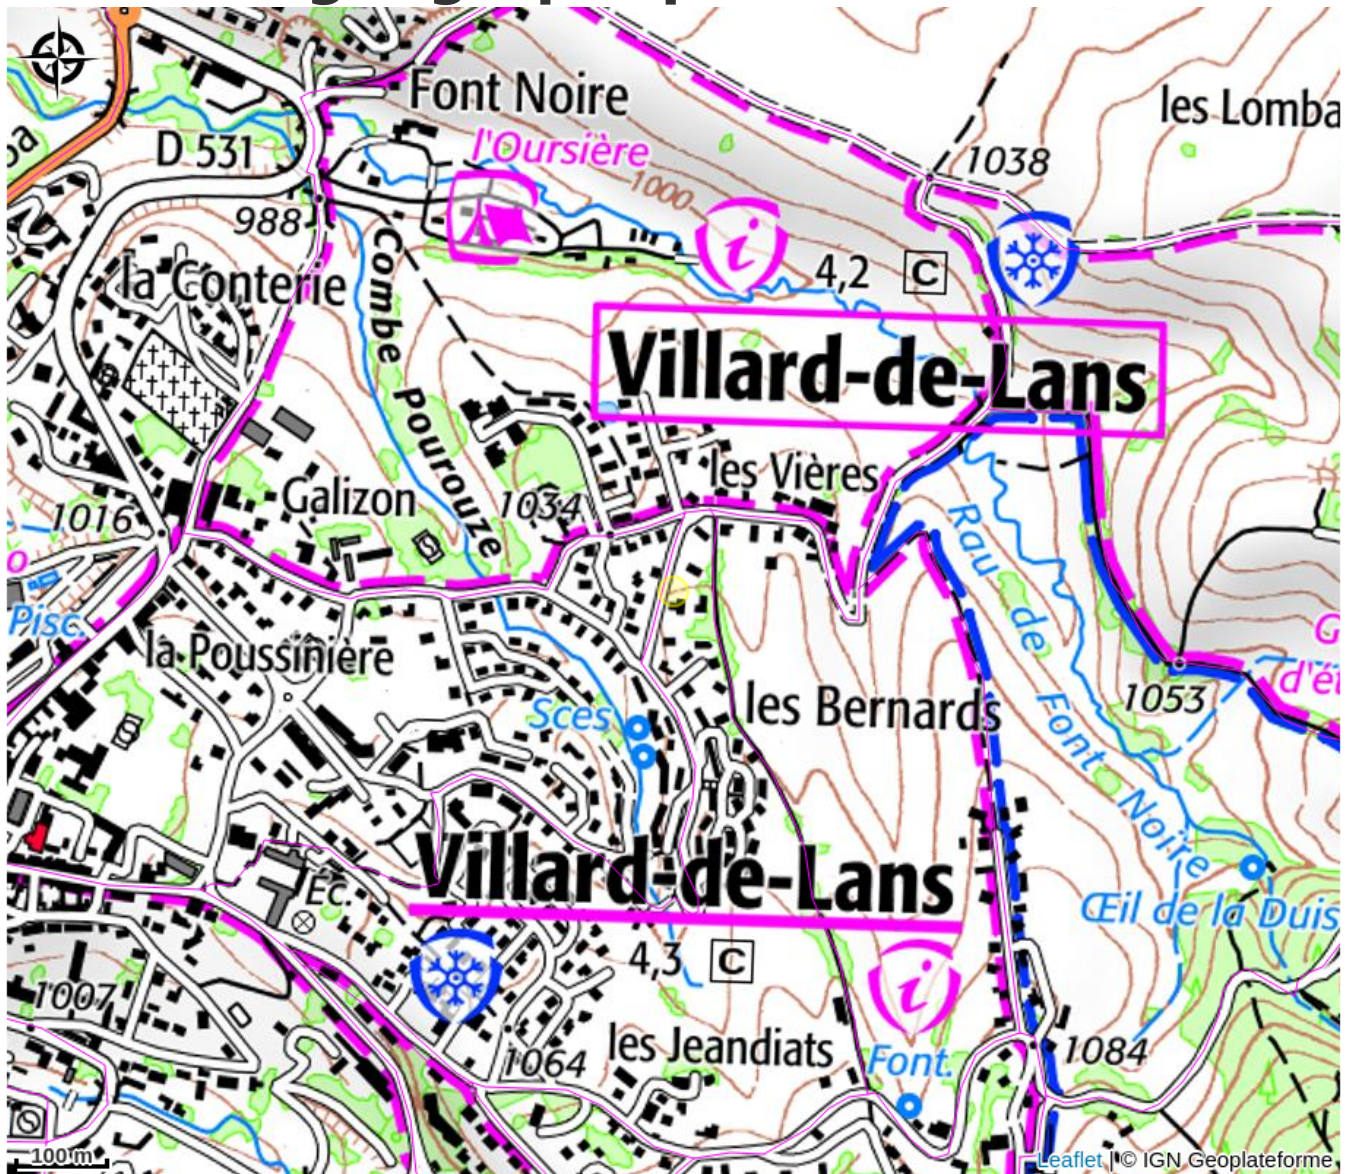 Font Noire
les Lomba
D 531
l'Oursière
1038
1000
988
4,2 C
la Conterie
Combe Pourouze
Villard-de-Lans
les Vières
Galizon
1034
1016
Rau de Font Noire
Pisc.
la Poussinière
G
d'ét
1053
Sces
les Bernards
Villard-de-Lans
Éc.
Œil de la Duis
4,3 C
1007
1064
les Jeandiats
Font.
1084
100 m
Leaflet | © IGN Geoplateforme